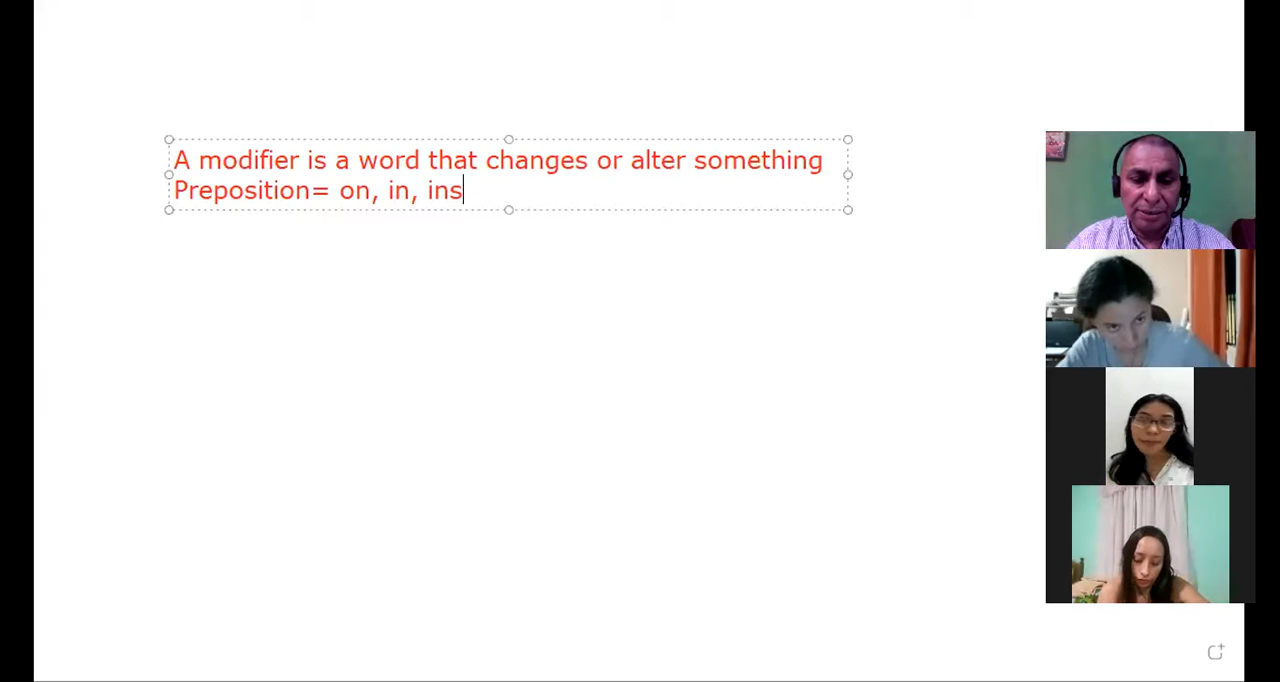 A modifier is a word that changes or alter something
Preposition= on, in, ins